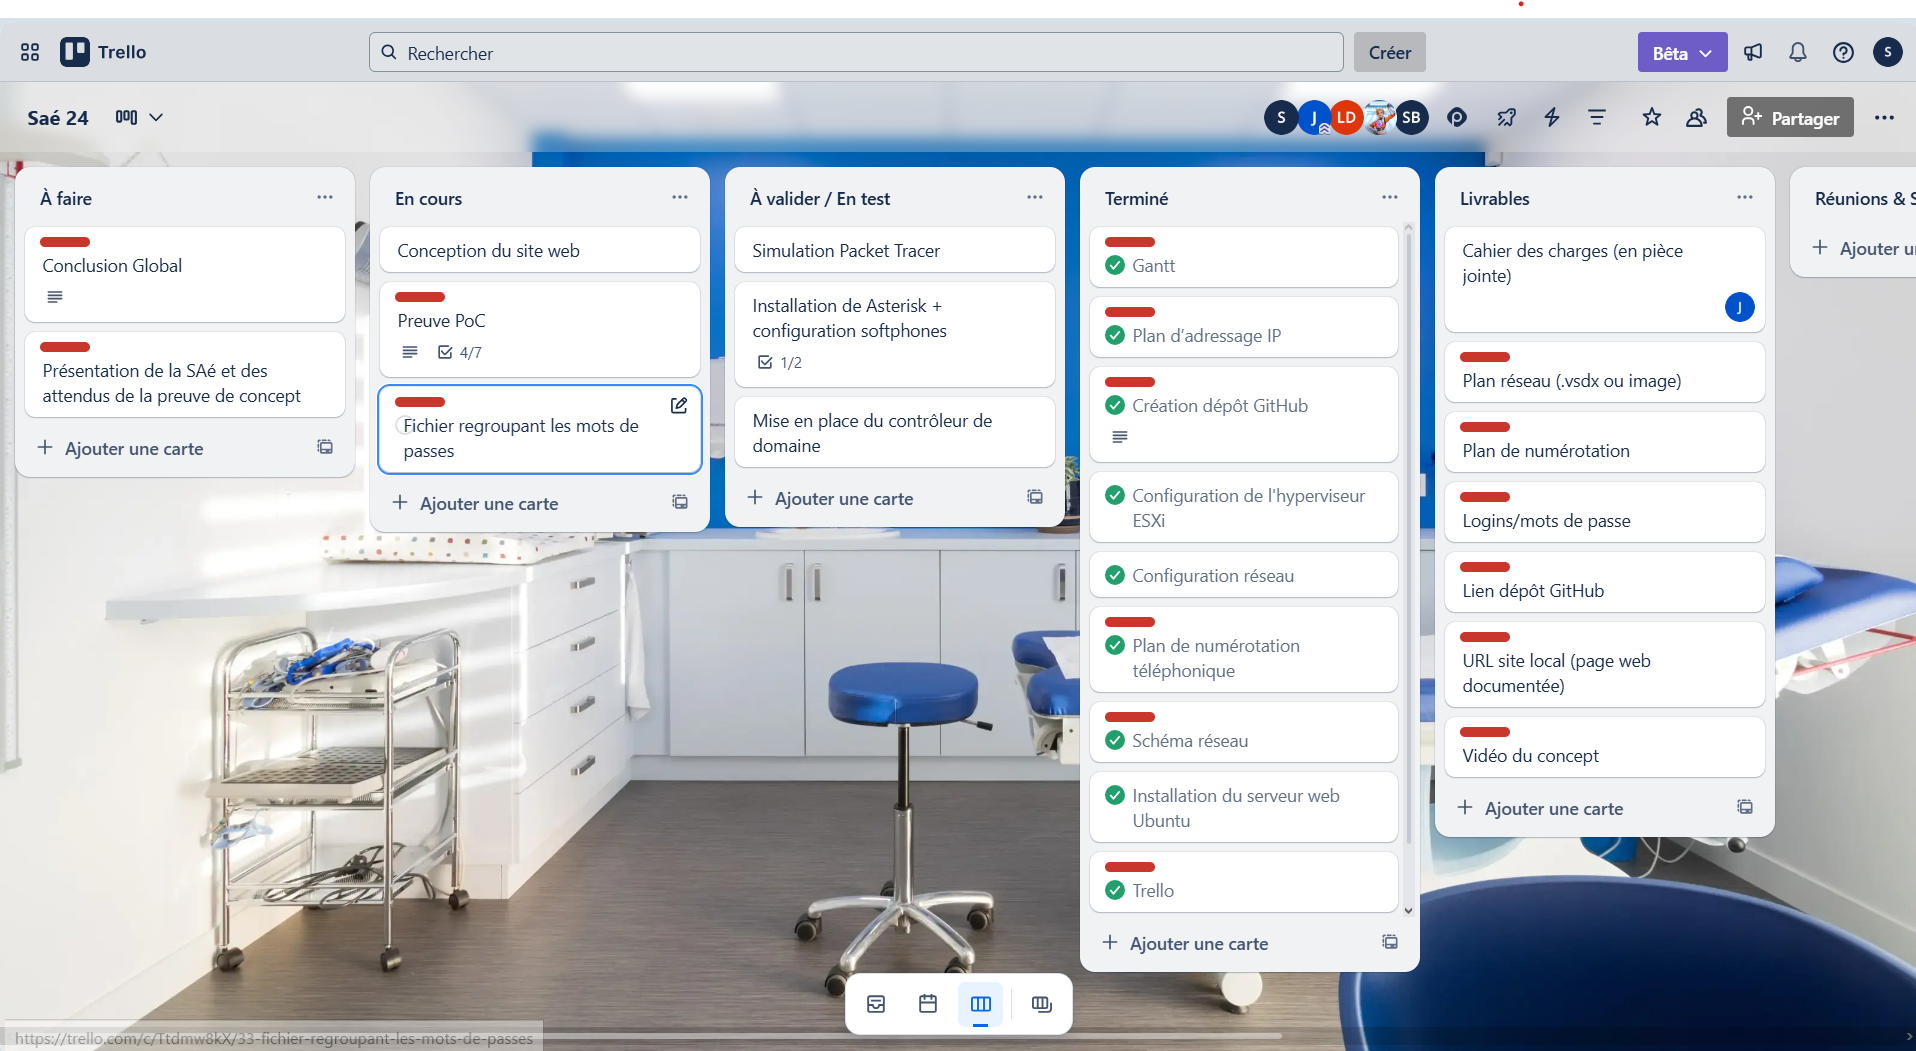 Trello
Rechercher
Créer
Bêta
S
Saé 24
S
J
LD
SB
Partager
À faire
Conclusion Global
Présentation de la SAé et des
attendus de la preuve de concept
Ajouter une carte
En cours
Conception du site web
Preuve PoC
4/7
Fichier regroupant les mots de
passes
Ajouter une carte
À valider / En test
Simulation Packet Tracer
Installation de Asterisk +
configuration softphones
1/2
Mise en place du contrôleur de
domaine
Ajouter une carte
Terminé
Gantt
Plan d’adressage IP
Création dépôt GitHub
Configuration de l'hyperviseur
ESXi
Configuration réseau
Plan de numérotation
téléphonique
Schéma réseau
Installation du serveur web
Ubuntu
Trello
Ajouter une carte
Livrables
Cahier des charges (en pièce
jointe)
J
Plan réseau (.vsdx ou image)
Plan de numérotation
Logins/mots de passe
Lien dépôt GitHub
URL site local (page web
documentée)
Vidéo du concept
Ajouter une carte
Réunions & S
Ajouter u
https://trello.com/c/Ttdmw8kX/33-fichier-regroupant-les-mots-de-passes